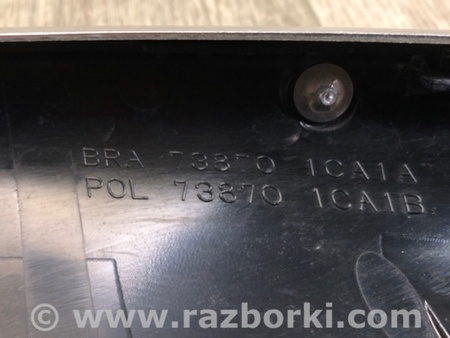 BRA 73870 1CA1A
POL 73870 1CA1B
© www.razborki.com